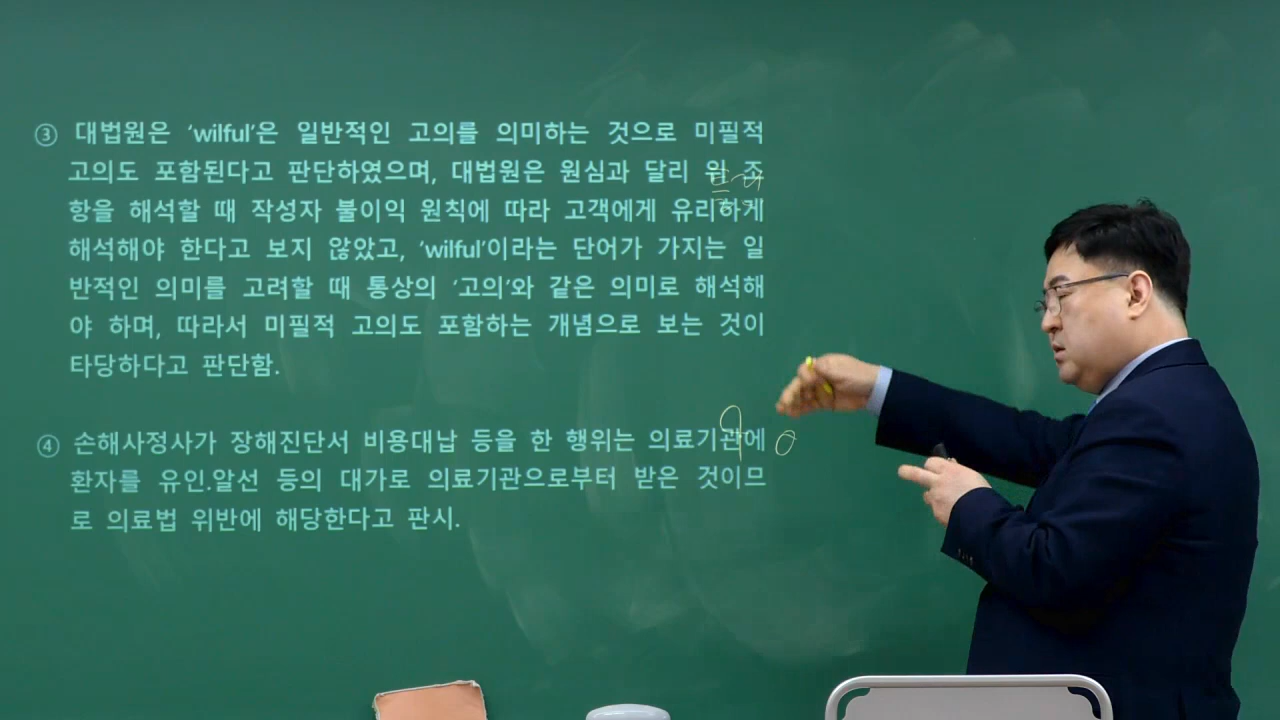 ③ 대법원은 ‘wilful’은 일반적인 고의를 의미하는 것으로 미필적
고의도 포함된다고 판단하였으며, 대법원은 원심과 달리 위 조
항을 해석할 때 작성자 불이익 원칙에 따라 고객에게 유리하게
해석해야 한다고 보지 않았고, ‘wilful’이라는 단어가 가지는 일
반적인 의미를 고려할 때 통상의 ‘고의’와 같은 의미로 해석해
야 하며, 따라서 미필적 고의도 포함하는 개념으로 보는 것이
타당하다고 판단함.
④ 손해사정사가 장해진단서 비용대납 등을 한 행위는 의료기관에
환자를 유인.알선 등의 대가로 의료기관으로부터 받은 것이므
로 의료법 위반에 해당한다고 판시.